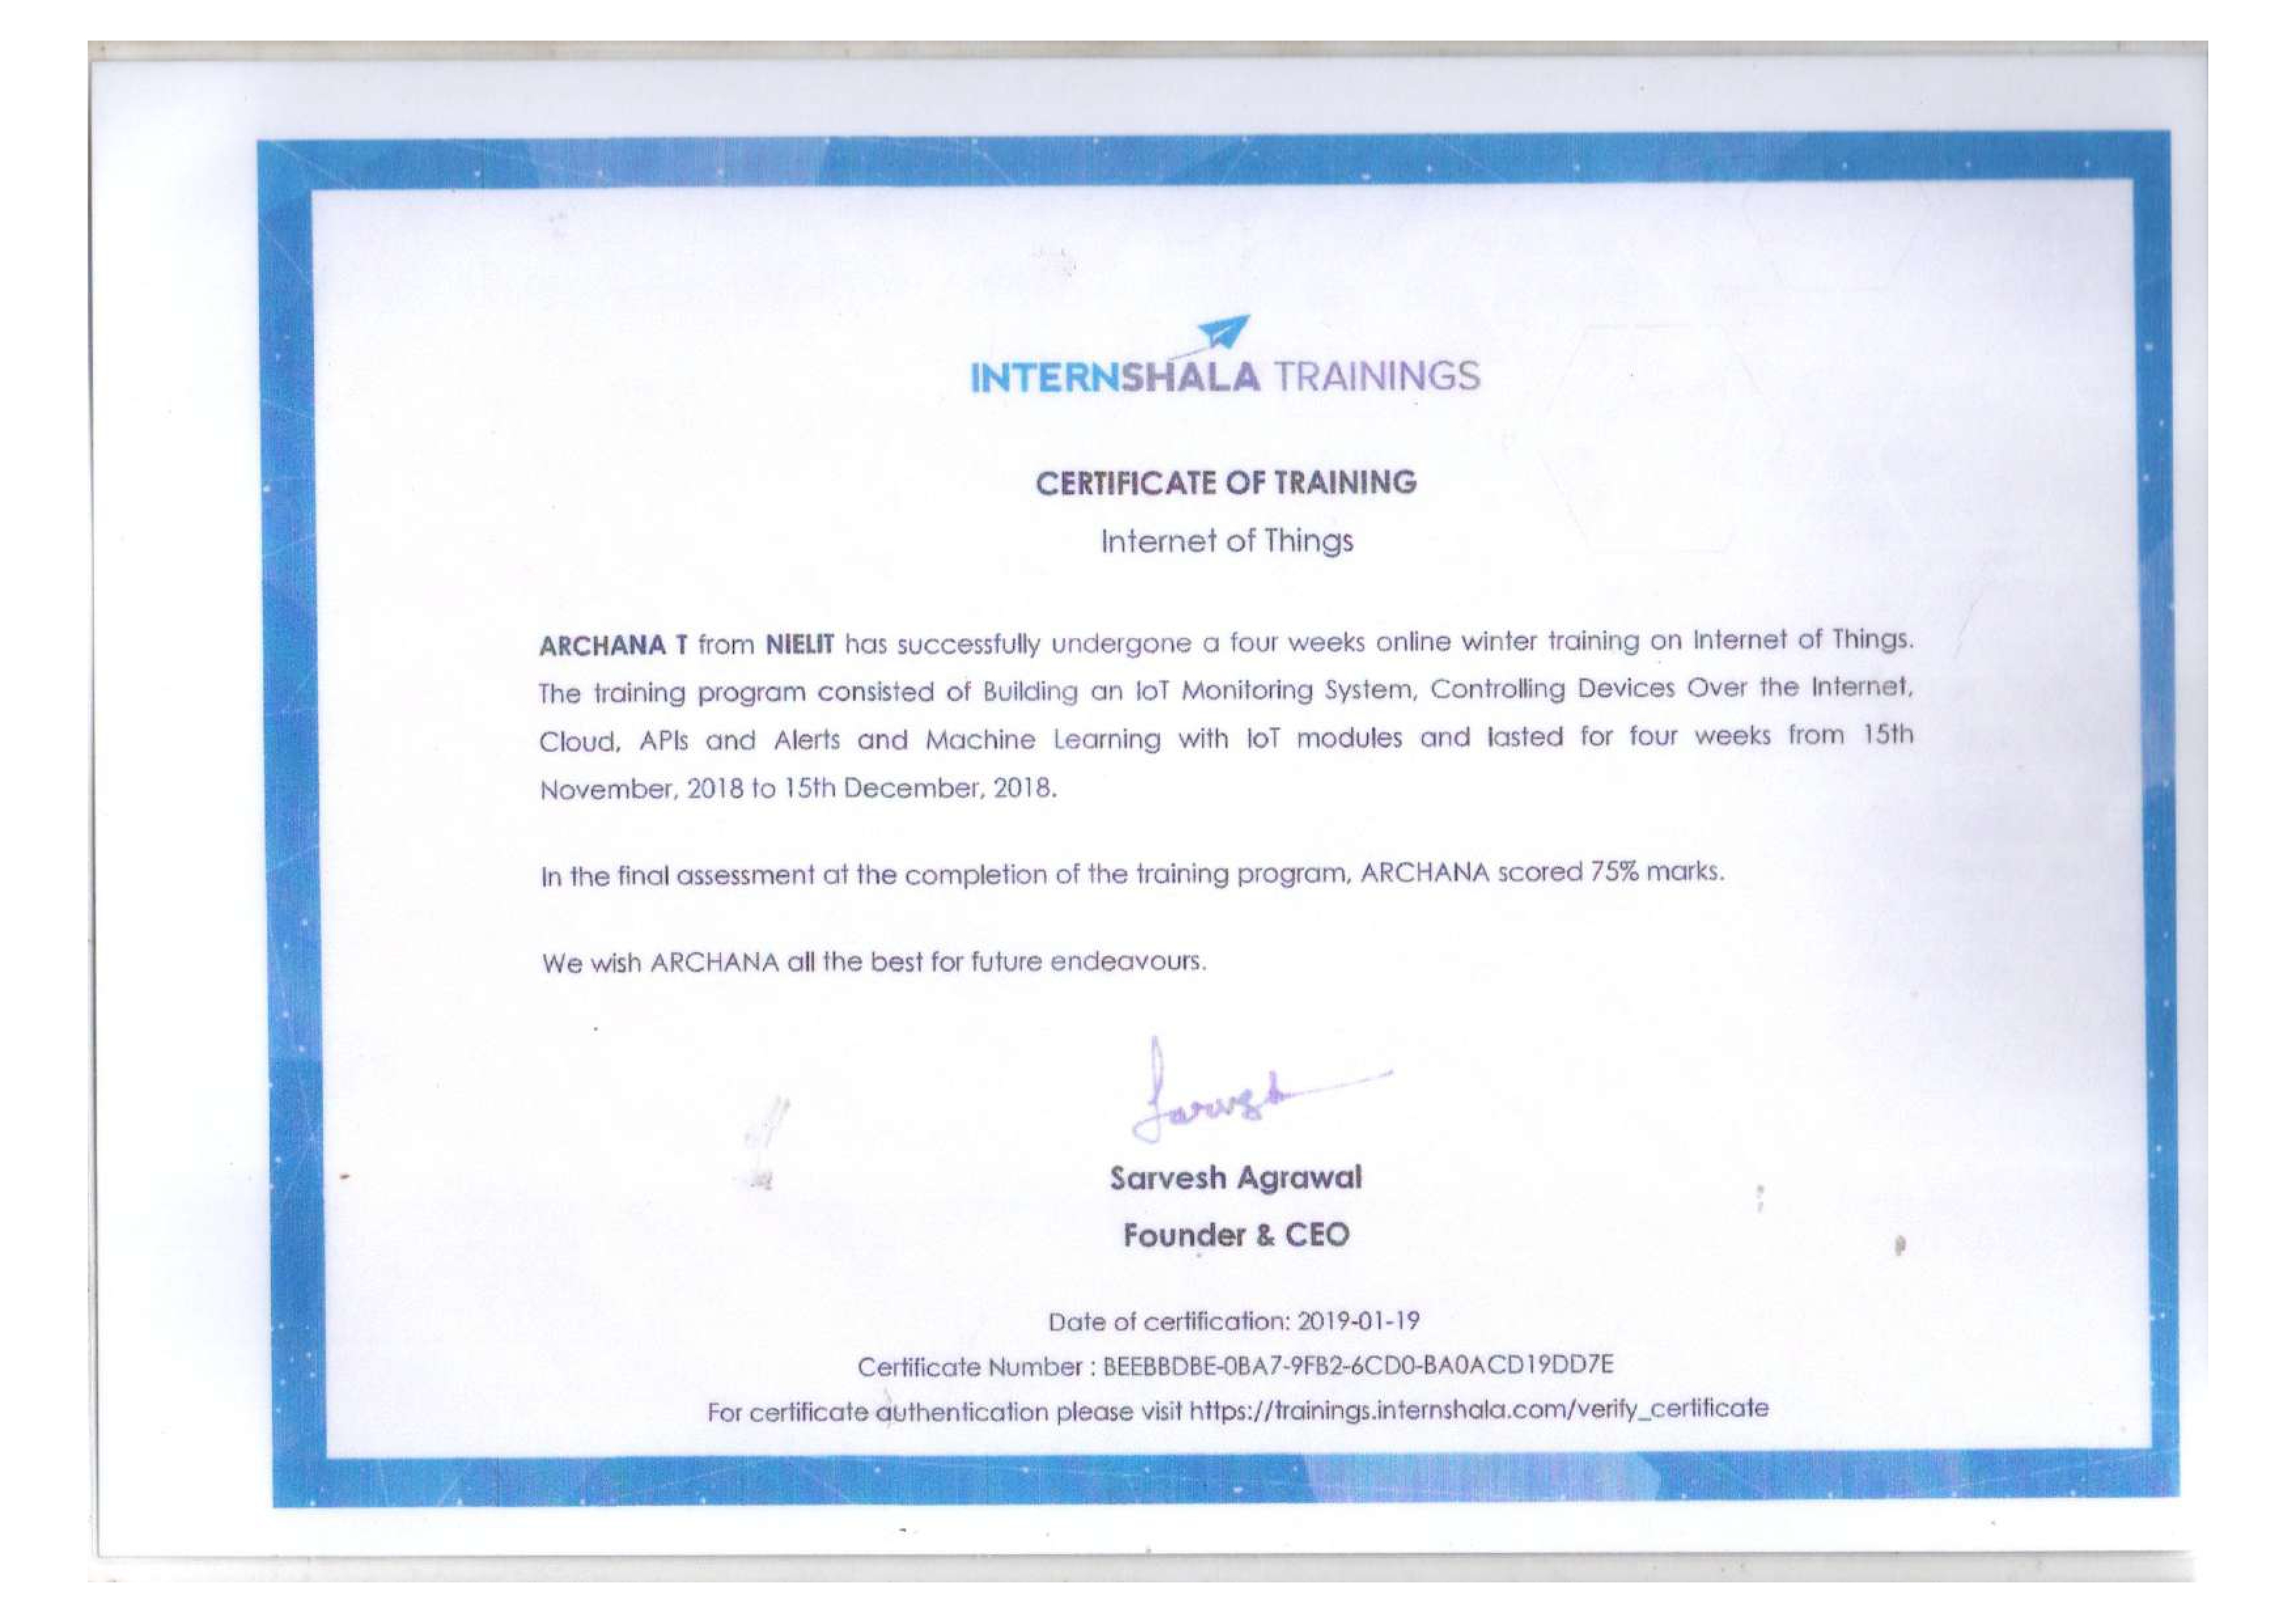 INTERNSHALA TRAININGS
CERTIFICATE OF TRAINING
Internet of Things
ARCHANA T from NIELIT has successfully undergone a four weeks online winter training on Internet of Things.
The training program consisted of Building an IoT Monitoring System, Controlling Devices Over the Internet,
Cloud, APIs and Alerts and Machine Learning with IoT modules and lasted for four weeks from 15th
November, 2018 to 15th December, 2018.
In the final assessment at the completion of the training program, ARCHANA scored 75% marks.
We wish ARCHANA all the best for future endeavours.
Sarvesh
Sarvesh Agrawal
Founder & CEO
Date of certification: 2019-01-19
Certificate Number : BEEBBDBE-0BA7-9FB2-6CD0-BA0ACD19DD7E
For certificate authentication please visit https://trainings.internshala.com/verify_certificate